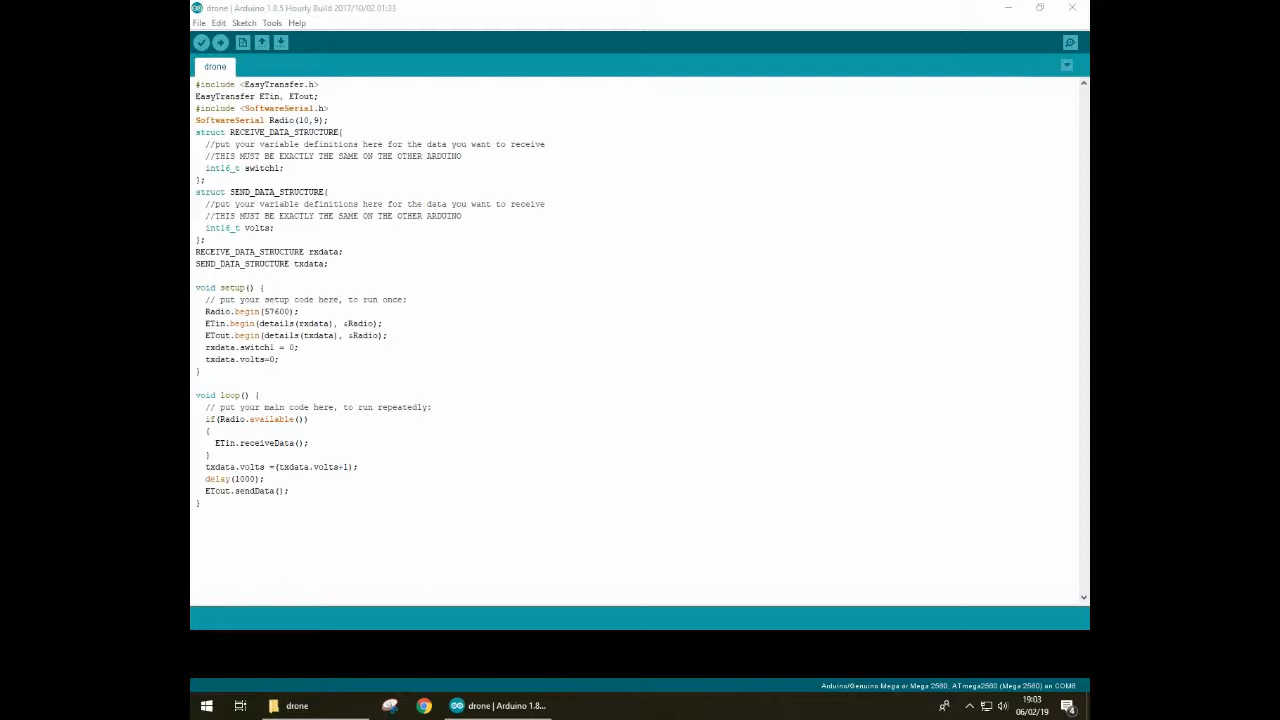 drone | Arduino 1.8.5 Hourly Build 2017/10/02 01:33
File Edit Sketch Tools Help
drone
#include <EasyTransfer.h>
EasyTransfer ETin, ETout;
#include <SoftwareSerial.h>
SoftwareSerial Radio(10,9);
struct RECEIVE_DATA_STRUCTURE{
  //put your variable definitions here for the data you want to receive
  //THIS MUST BE EXACTLY THE SAME ON THE OTHER ARDUINO
  int16_t switch1;
};
struct SEND_DATA_STRUCTURE{
  //put your variable definitions here for the data you want to receive
  //THIS MUST BE EXACTLY THE SAME ON THE OTHER ARDUINO
  int16_t volts;
};
RECEIVE_DATA_STRUCTURE rxdata;
SEND_DATA_STRUCTURE txdata;
void setup() {
  // put your setup code here, to run once:
  Radio.begin(57600);
  ETin.begin(details(rxdata), &Radio);
  ETout.begin(details(txdata), &Radio);
  rxdata.switch1 = 0;
  txdata.volts=0;
}
void loop() {
  // put your main code here, to run repeatedly:
  if(Radio.available())
  {
    ETin.receiveData();
  }
  txdata.volts =(txdata.volts+1);
  delay(1000);
  ETout.sendData();
}
Arduino/Genuino Mega or Mega 2560, ATmega2560 (Mega 2560) on COM6
drone
drone | Arduino 1.8...
19:03
06/02/19
4